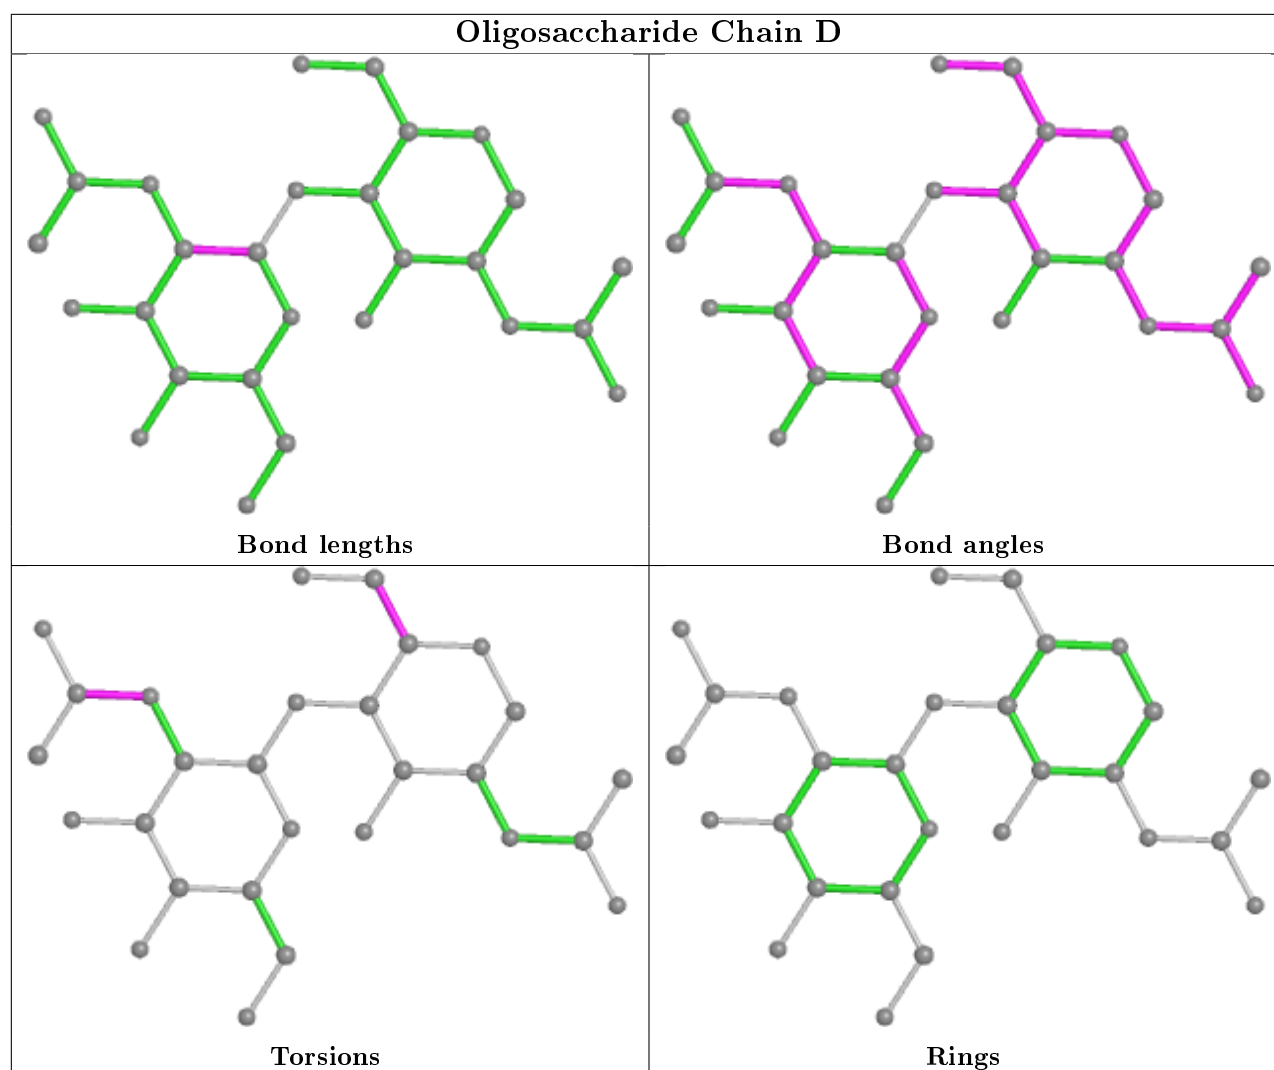 Oligosaccharide Chain D
Bond lengths
Bond angles
Torsions
Rings